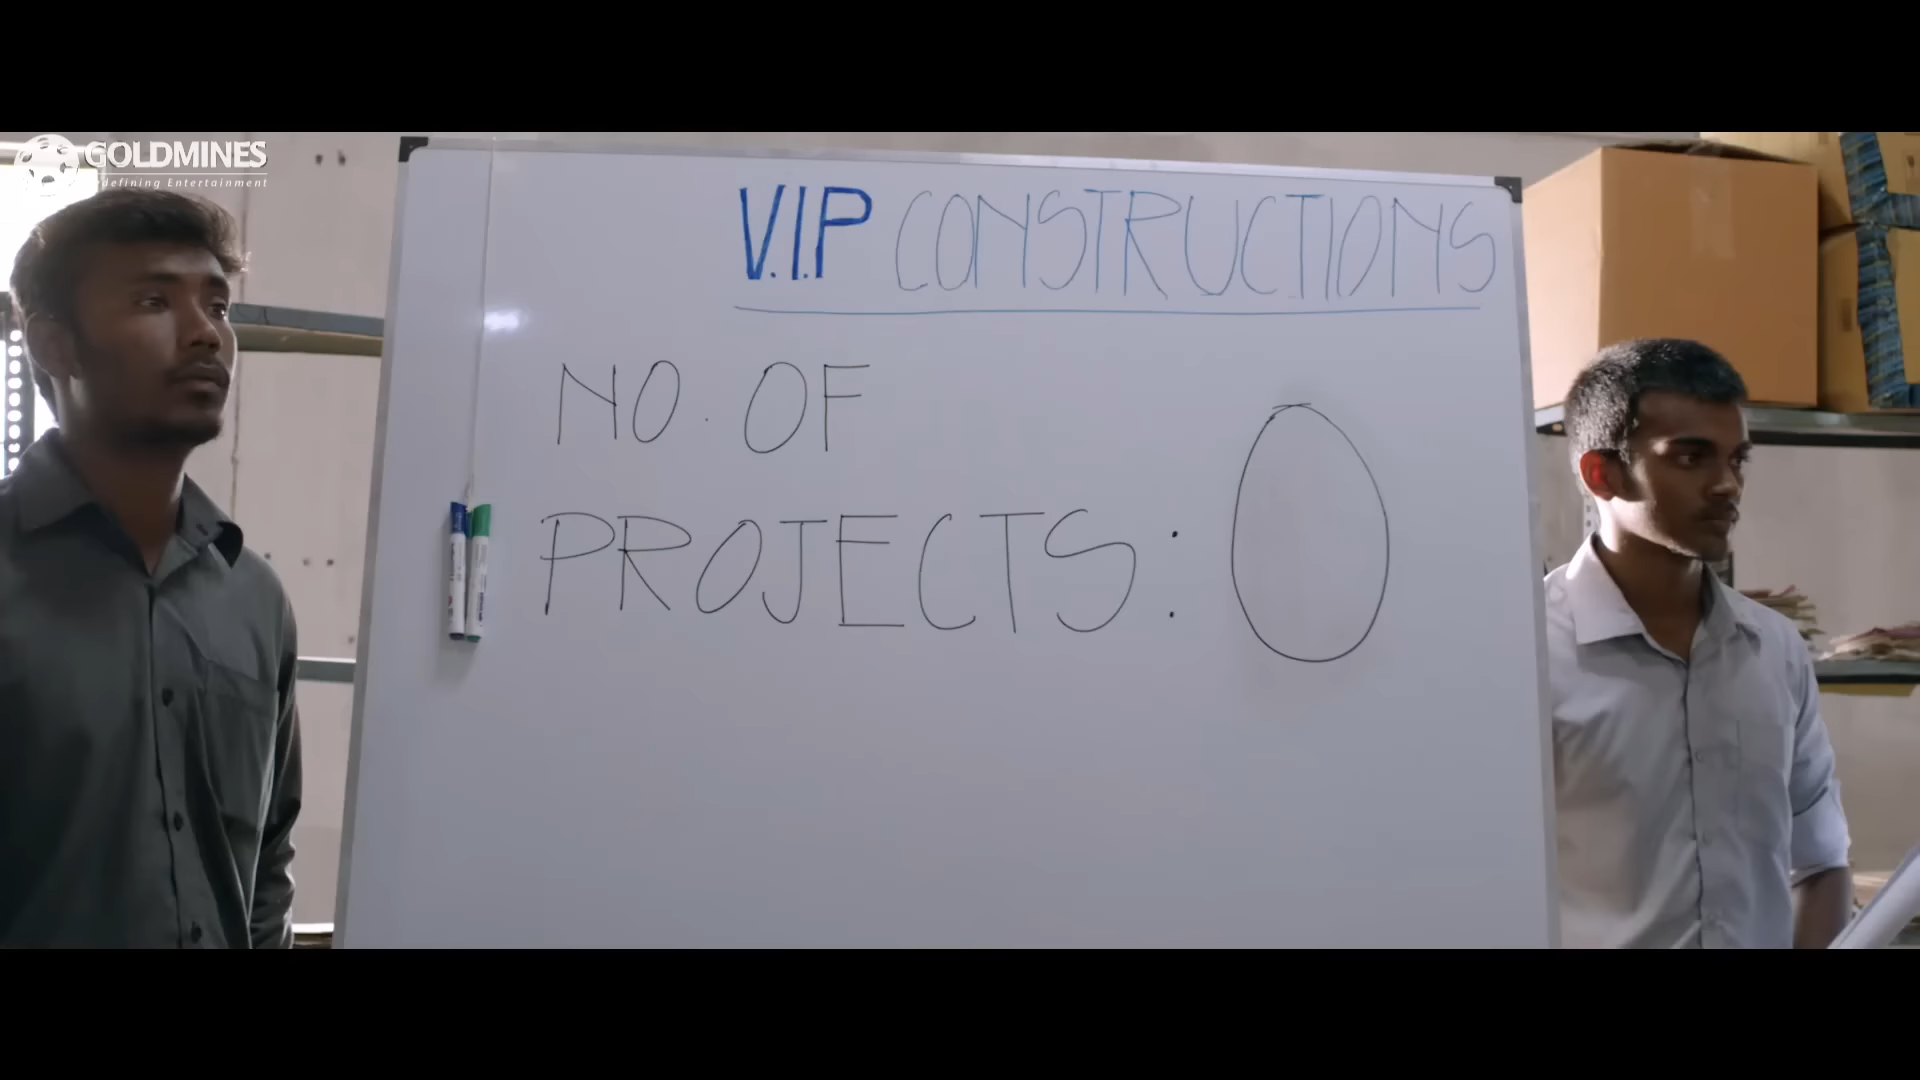 GOLDMINES
defining Entertainment
V.I.P CONSTRUCTIONS
NO. OF
PROJECTS: 0